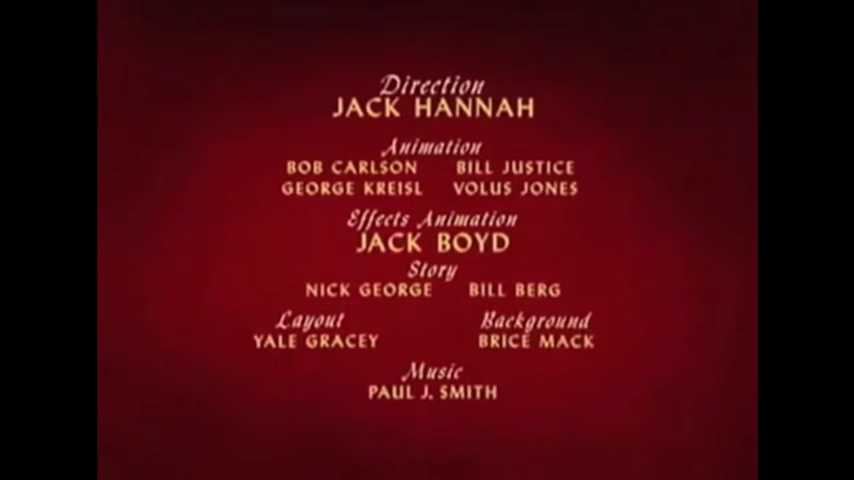 Direction
JACK HANNAH
Animation
BOB CARLSON BILL JUSTICE
GEORGE KREISL VOLUS JONES
Effects Animation
JACK BOYD
Story
NICK GEORGE BILL BERG
Layout Background
YALE GRACEY BRICE MACK
Music
PAUL J. SMITH